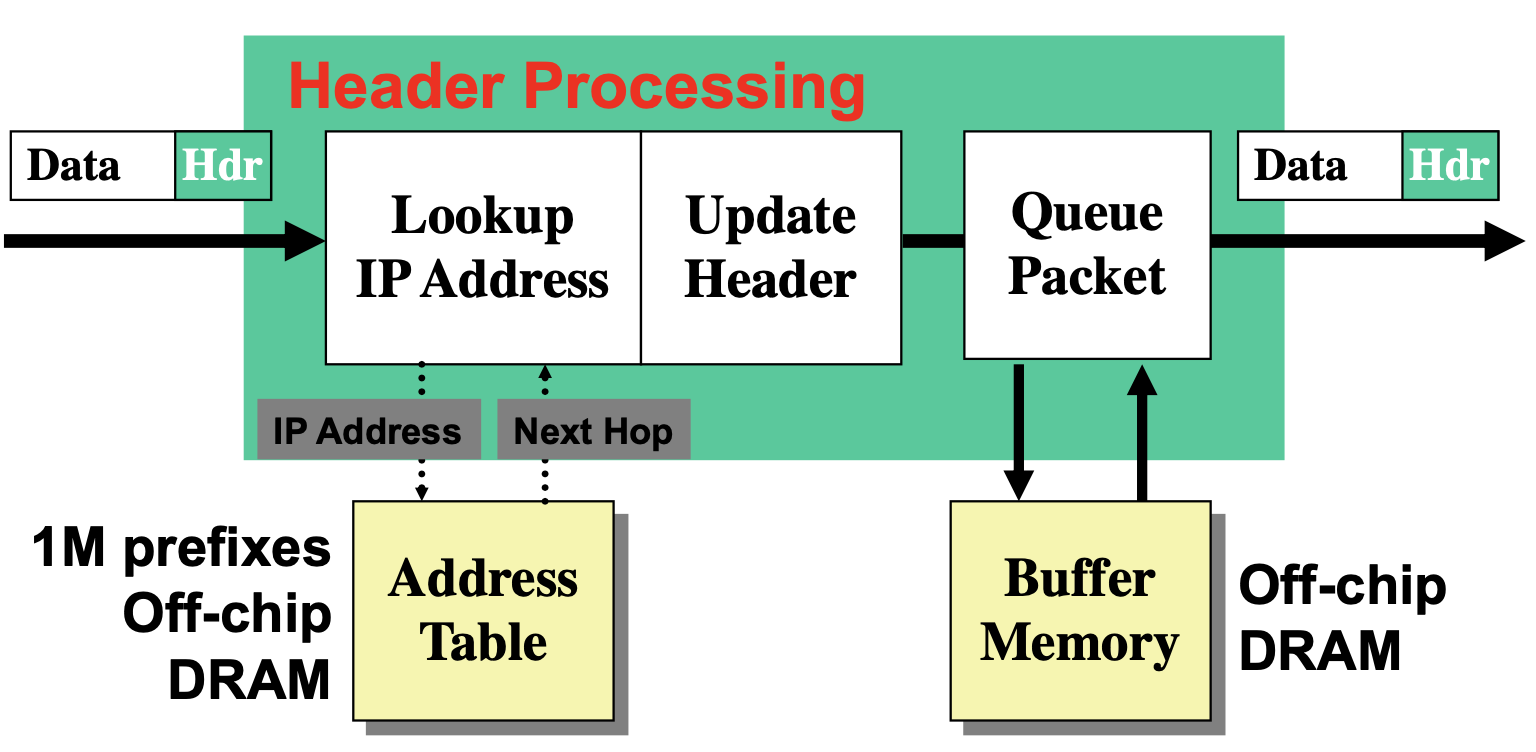 Header Processing
Data Hdr
Lookup
IP Address
Update
Header
Queue
Packet
Data Hdr
IP Address
Next Hop
1M prefixes
Off-chip
DRAM
Address
Table
Buffer
Memory
Off-chip
DRAM